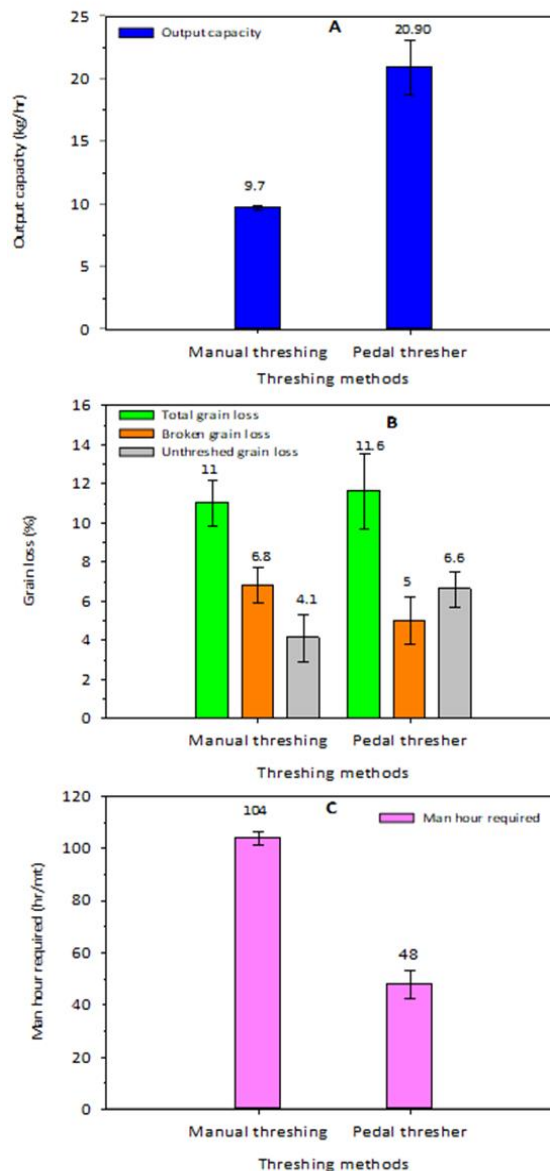 25
Output capacity
A
20.90
20
15
9.7
10
5
0
Output capacity (kg/hr)
Manual threshing Pedal thresher
Threshing methods
16
Total grain loss
Broken grain loss
Unthreshed grain loss
B
14
12
11
11.6
10
8
6.8
6.6
6
5
4.1
4
2
0
Grain loss (%)
Manual threshing Pedal thresher
Threshing methods
120
104
C
Man hour required
100
80
60
48
40
20
0
Man hour required (hr/mt)
Manual threshing Pedal thresher
Threshing methods